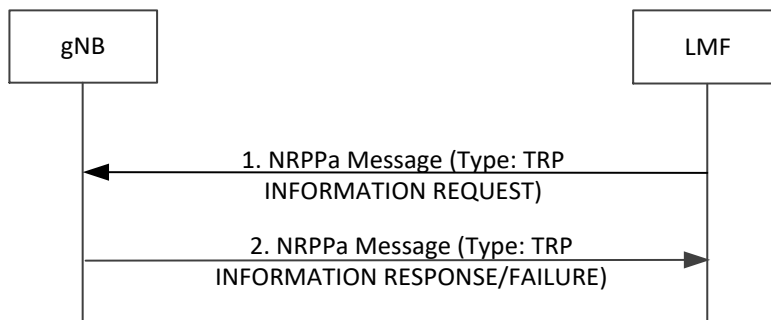 gNB
LMF
1. NRPPa Message (Type: TRP
INFORMATION REQUEST)
2. NRPPa Message (Type: TRP
INFORMATION RESPONSE/FAILURE)